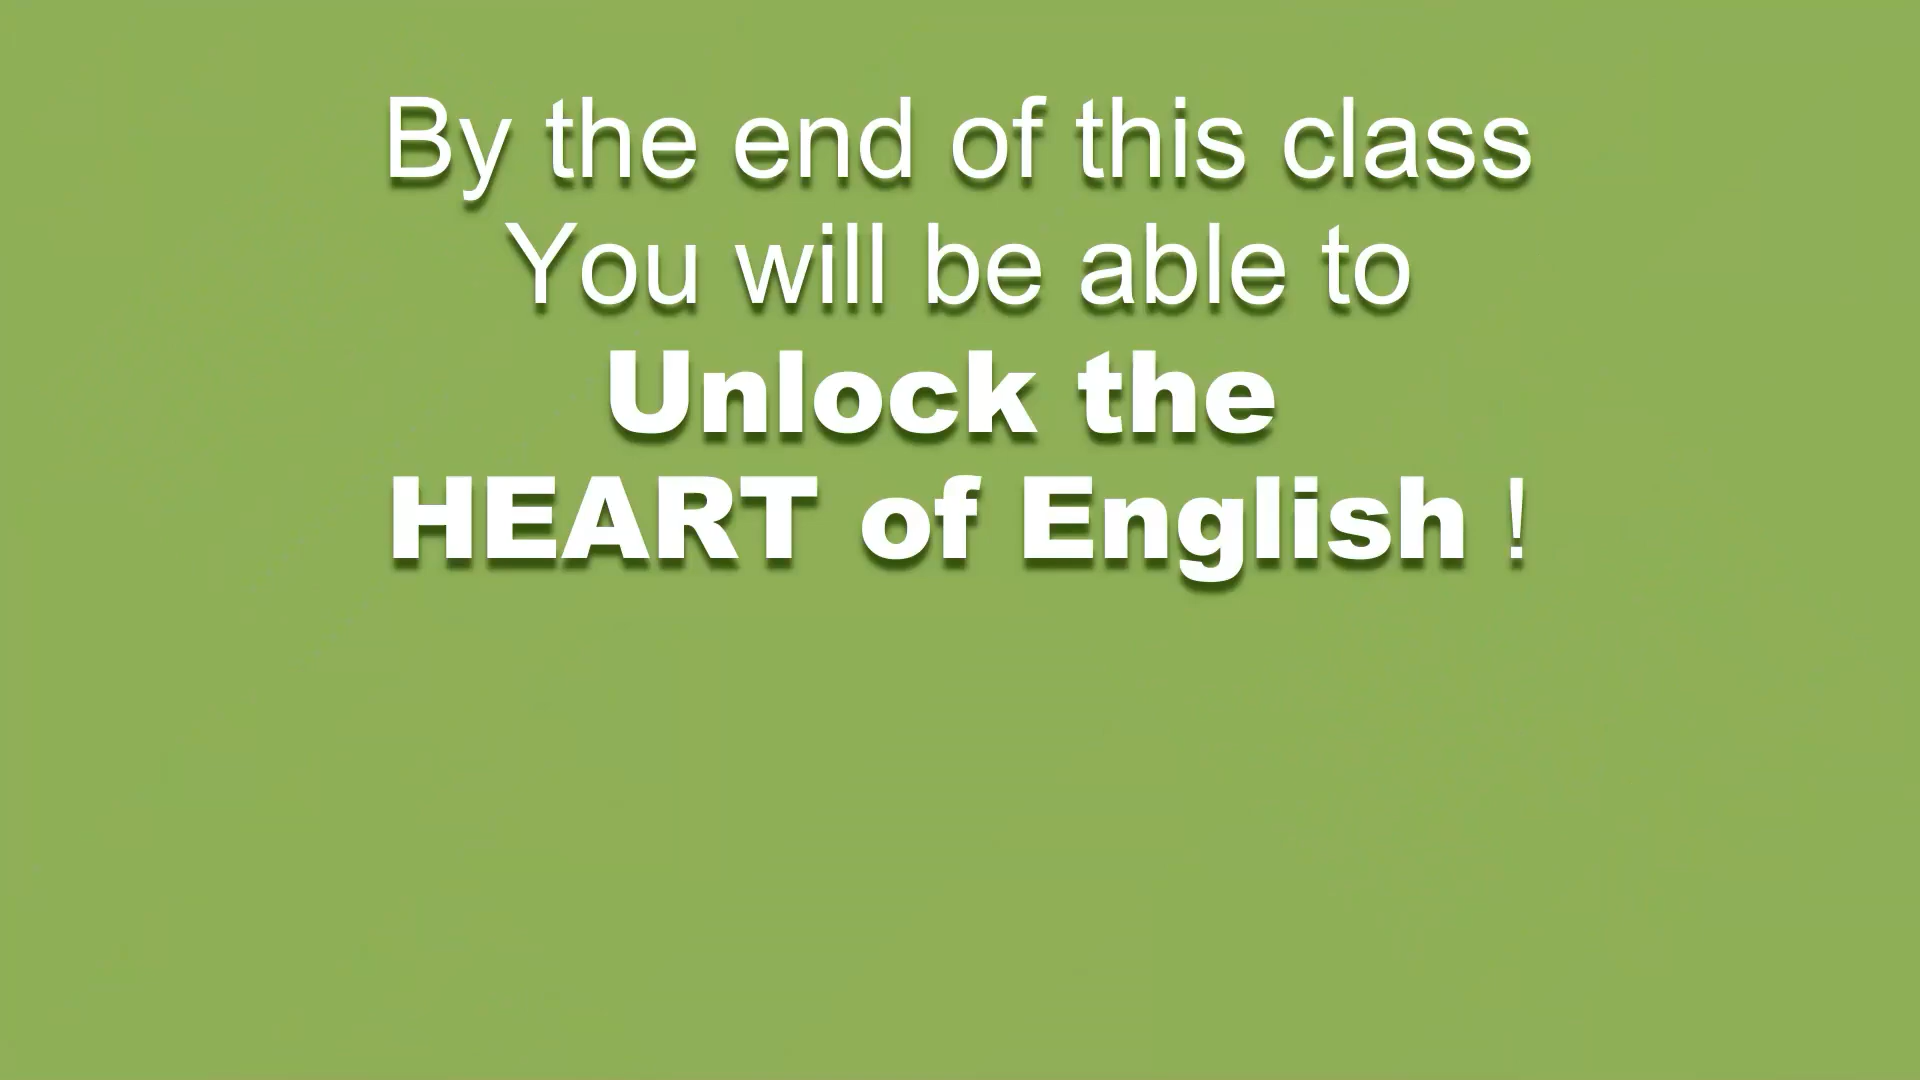 By the end of this class
You will be able to
Unlock the
HEART of English !